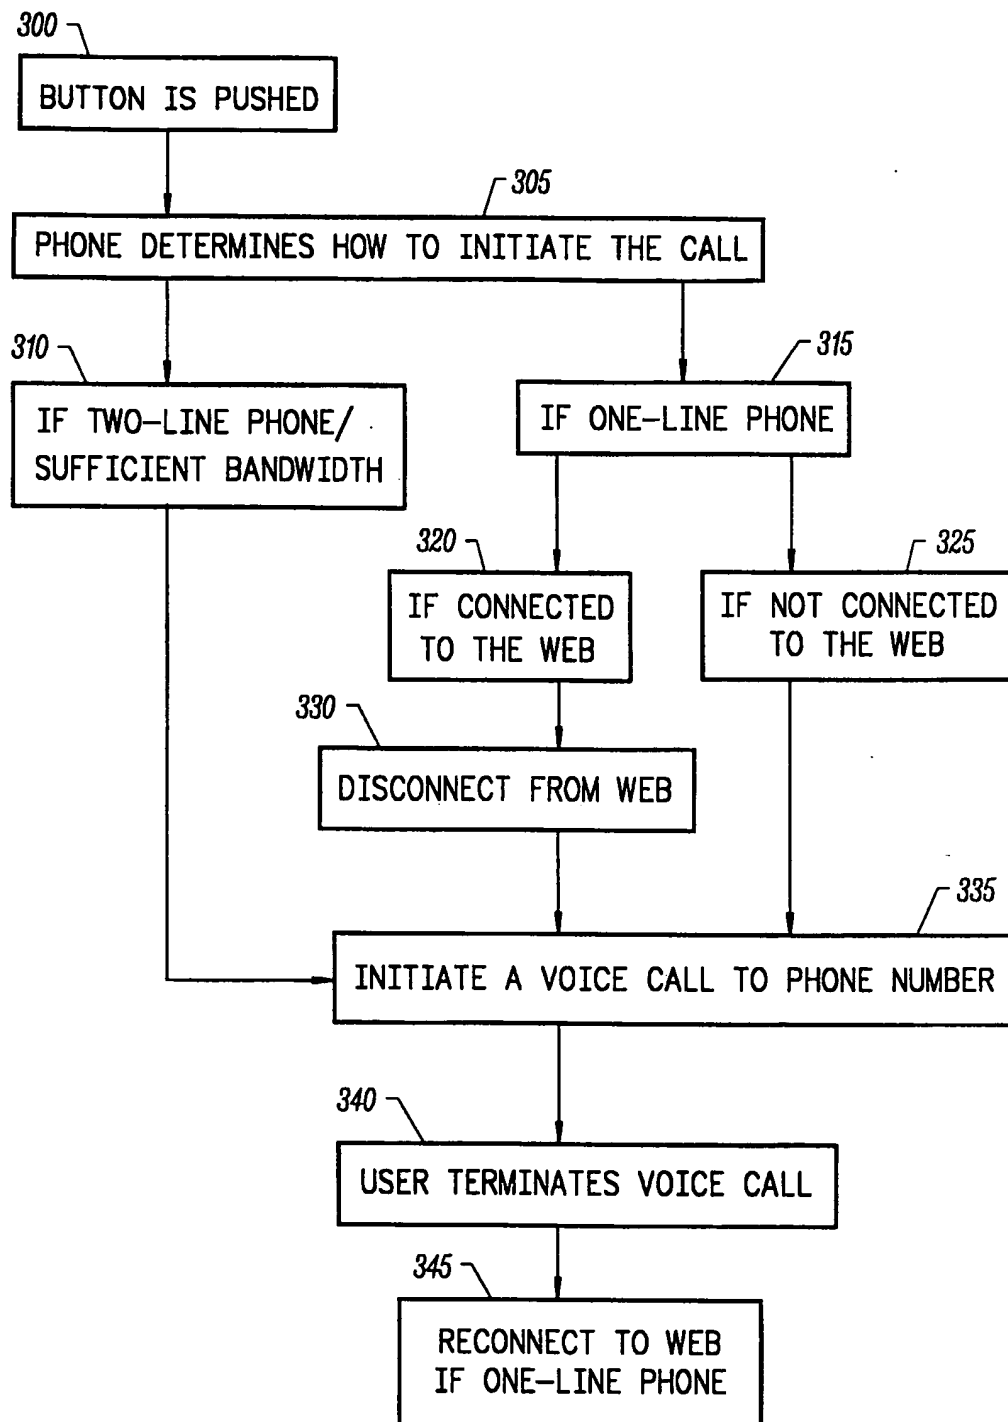 300
BUTTON IS PUSHED
305
PHONE DETERMINES HOW TO INITIATE THE CALL
310
IF TWO-LINE PHONE/
SUFFICIENT BANDWIDTH
315
IF ONE-LINE PHONE
320
IF CONNECTED
TO THE WEB
325
IF NOT CONNECTED
TO THE WEB
330
DISCONNECT FROM WEB
335
INITIATE A VOICE CALL TO PHONE NUMBER
340
USER TERMINATES VOICE CALL
345
RECONNECT TO WEB
IF ONE-LINE PHONE